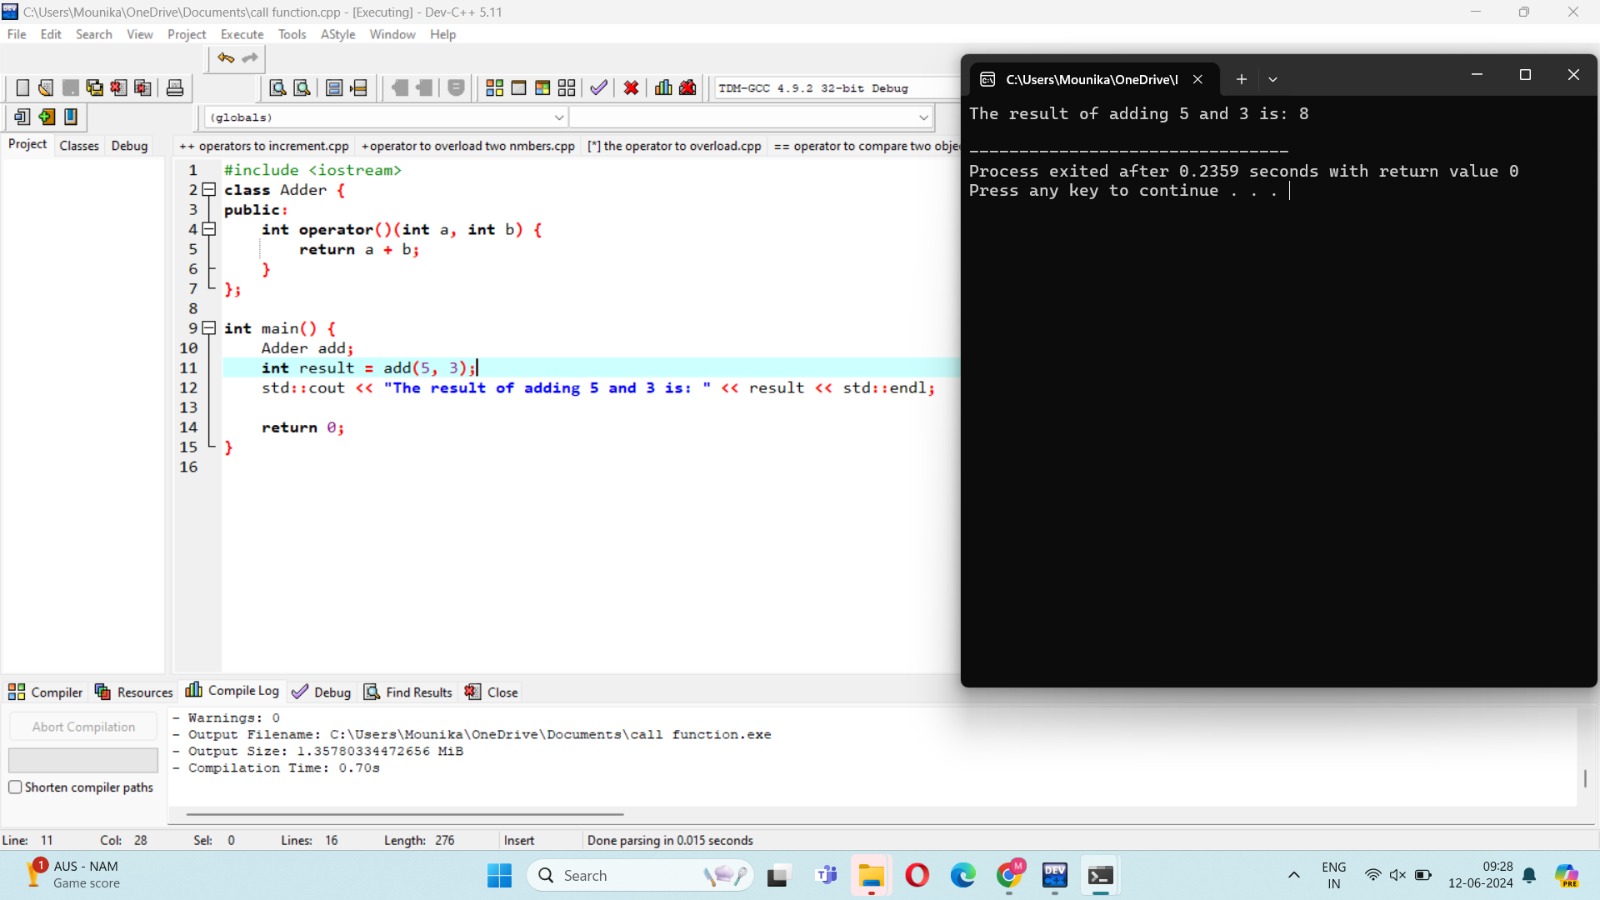 C:\Users\Mounika\OneDrive\Documents\call function.cpp - [Executing] - Dev-C++ 5.11
File Edit Search View Project Execute Tools AStyle Window Help
TDM-GCC 4.9.2 32-bit Debug
(globals)
Project Classes Debug
++ operators to increment.cpp +operator to overload two nmbers.cpp [*] the operator to overload.cpp == operator to compare two obje
1 #include <iostream>
2 class Adder {
3 public:
4 int operator()(int a, int b) {
5 return a + b;
6 }
7 };
8
9 int main() {
10 Adder add;
11 int result = add(5, 3);
12 std::cout << "The result of adding 5 and 3 is: " << result << std::endl;
13
14 return 0;
15 }
16
C:\Users\Mounika\OneDrive\I
The result of adding 5 and 3 is: 8
--------------------------------
Process exited after 0.2359 seconds with return value 0
Press any key to continue . . .
Compiler Resources Compile Log Debug Find Results Close
Abort Compilation
Shorten compiler paths
- Warnings: 0
- Output Filename: C:\Users\Mounika\OneDrive\Documents\call function.exe
- Output Size: 1.35780334472656 MiB
- Compilation Time: 0.70s
Line: 11 Col: 28 Sel: 0 Lines: 16 Length: 276 Insert Done parsing in 0.015 seconds
1
AUS - NAM
Game score
Search
M
DEV
ENG
IN
09:28
12-06-2024
PRE